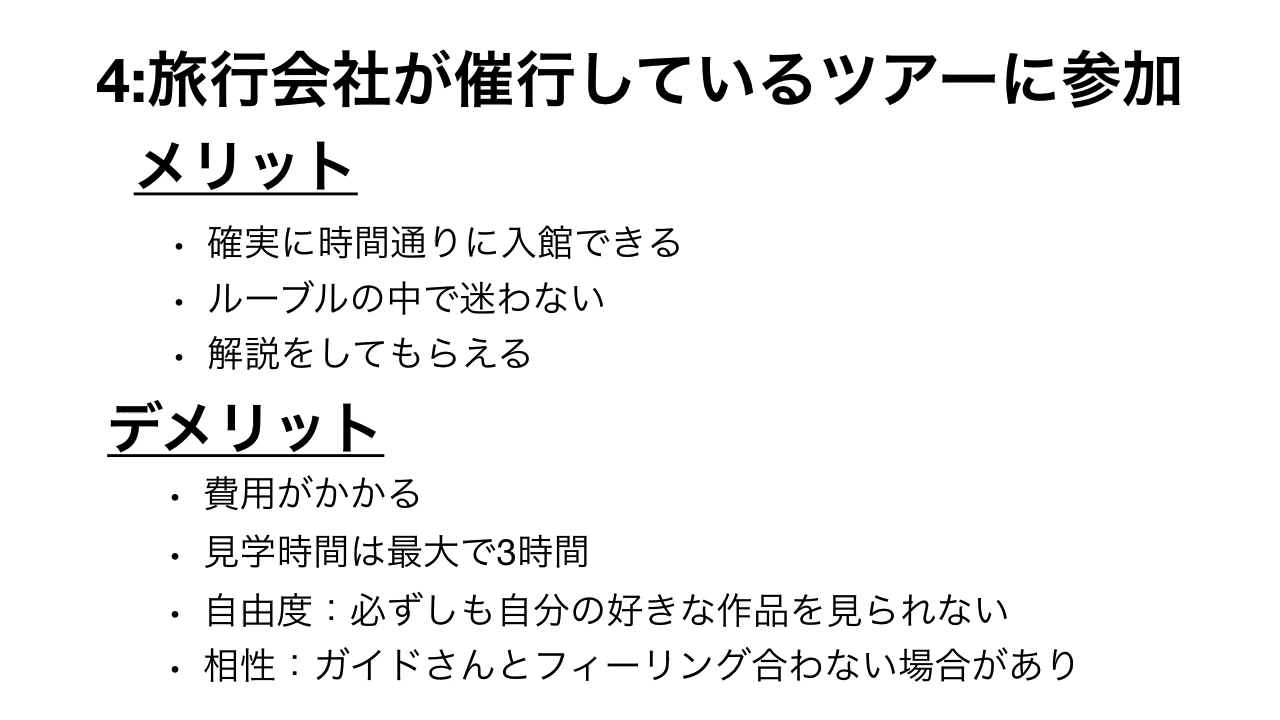 4:旅行会社が催行しているツアーに参加
メリット
・ 確実に時間通りに入館できる
・ ルーブルの中で迷わない
・ 解説をしてもらえる
デメリット
・ 費用がかかる
・ 見学時間は最大で3時間
・ 自由度：必ずしも自分の好きな作品を見られない
・ 相性：ガイドさんとフィーリング合わない場合があり